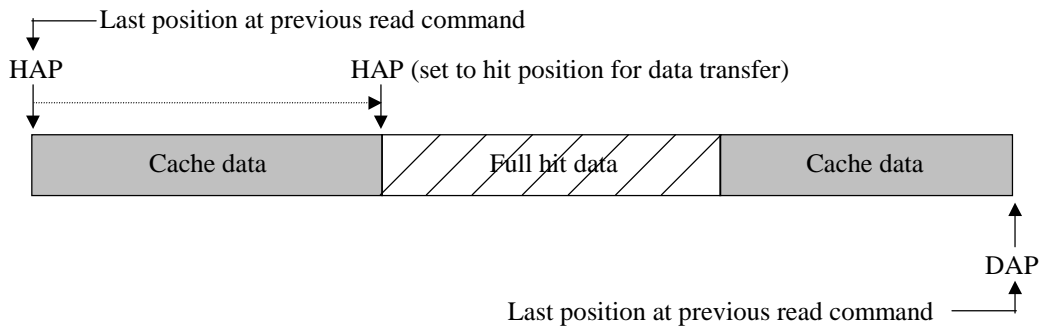 Last position at previous read command
HAP
HAP (set to hit position for data transfer)
Cache data
Full hit data
Cache data
DAP
Last position at previous read command